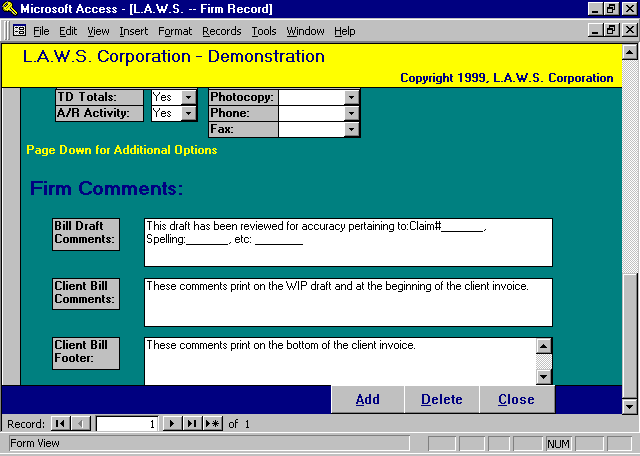 Microsoft Access - [L.A.W.S. -- Firm Record]
File Edit View Insert Format Records Tools Window Help
L.A.W.S. Corporation - Demonstration
Copyright 1999, L.A.W.S. Corporation
TD Totals: Yes Photocopy:
A/R Activity: Yes Phone:
Fax:
Page Down for Additional Options
Firm Comments:
Bill Draft Comments:
This draft has been reviewed for accuracy pertaining to:Claim#_______,
Spelling:_______, etc: ________
Client Bill Comments:
These comments print on the WIP draft and at the beginning of the client invoice.
Client Bill Footer:
These comments print on the bottom of the client invoice.
Add Delete Close
Record: 1 of 1
Form View NUM